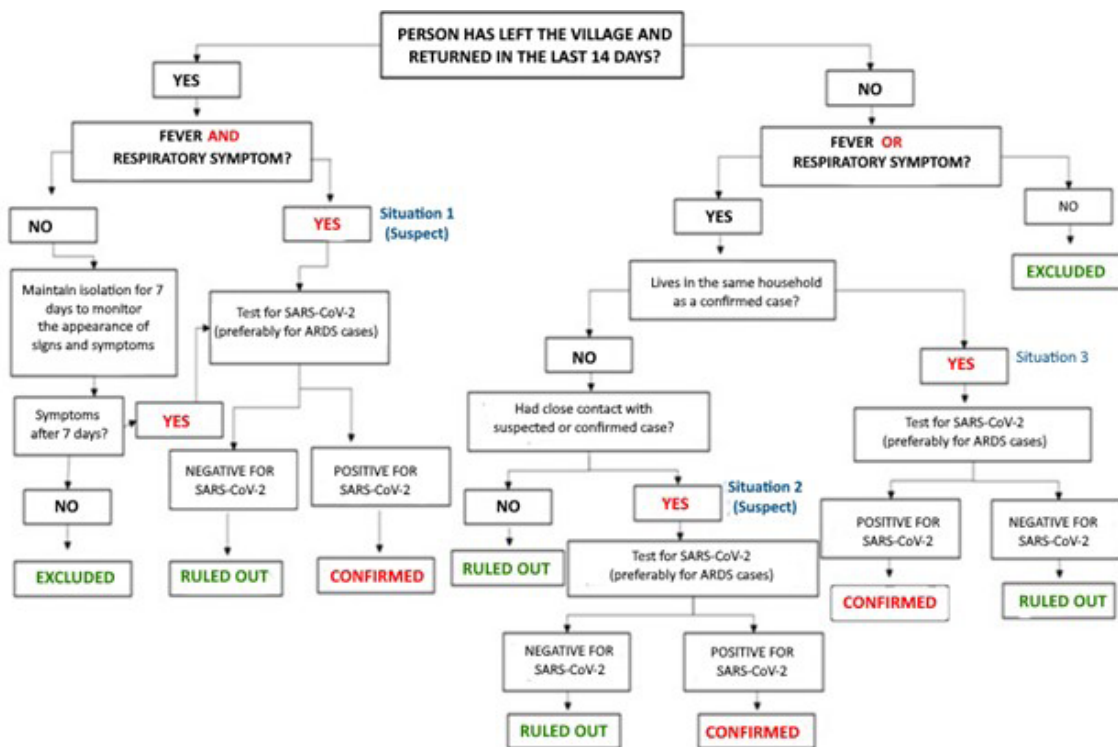 PERSON HAS LEFT THE VILLAGE AND
RETURNED IN THE LAST 14 DAYS?
YES
NO
FEVER AND
RESPIRATORY SYMPTOM?
FEVER OR
RESPIRATORY SYMPTOM?
NO
YES
Situation 1
(Suspect)
YES
NO
EXCLUDED
Maintain isolation for 7
days to monitor
the appearance of
signs and symptoms
Test for SARS-CoV-2
(preferably for ARDS cases)
Lives in the same household
as a confirmed case?
NO
YES
Situation 3
Symptoms
after 7 days?
YES
Had close contact with
suspected or confirmed case?
Test for SARS-CoV-2
(preferably for ARDS cases)
NO
NEGATIVE FOR
SARS-CoV-2
POSITIVE FOR
SARS-CoV-2
NO
YES
Situation 2
(Suspect)
POSITIVE FOR
SARS-CoV-2
NEGATIVE FOR
SARS-CoV-2
EXCLUDED
RULED OUT
CONFIRMED
RULED OUT
Test for SARS-CoV-2
(preferably for ARDS cases)
CONFIRMED
RULED OUT
NEGATIVE FOR
SARS-CoV-2
POSITIVE FOR
SARS-CoV-2
RULED OUT
CONFIRMED